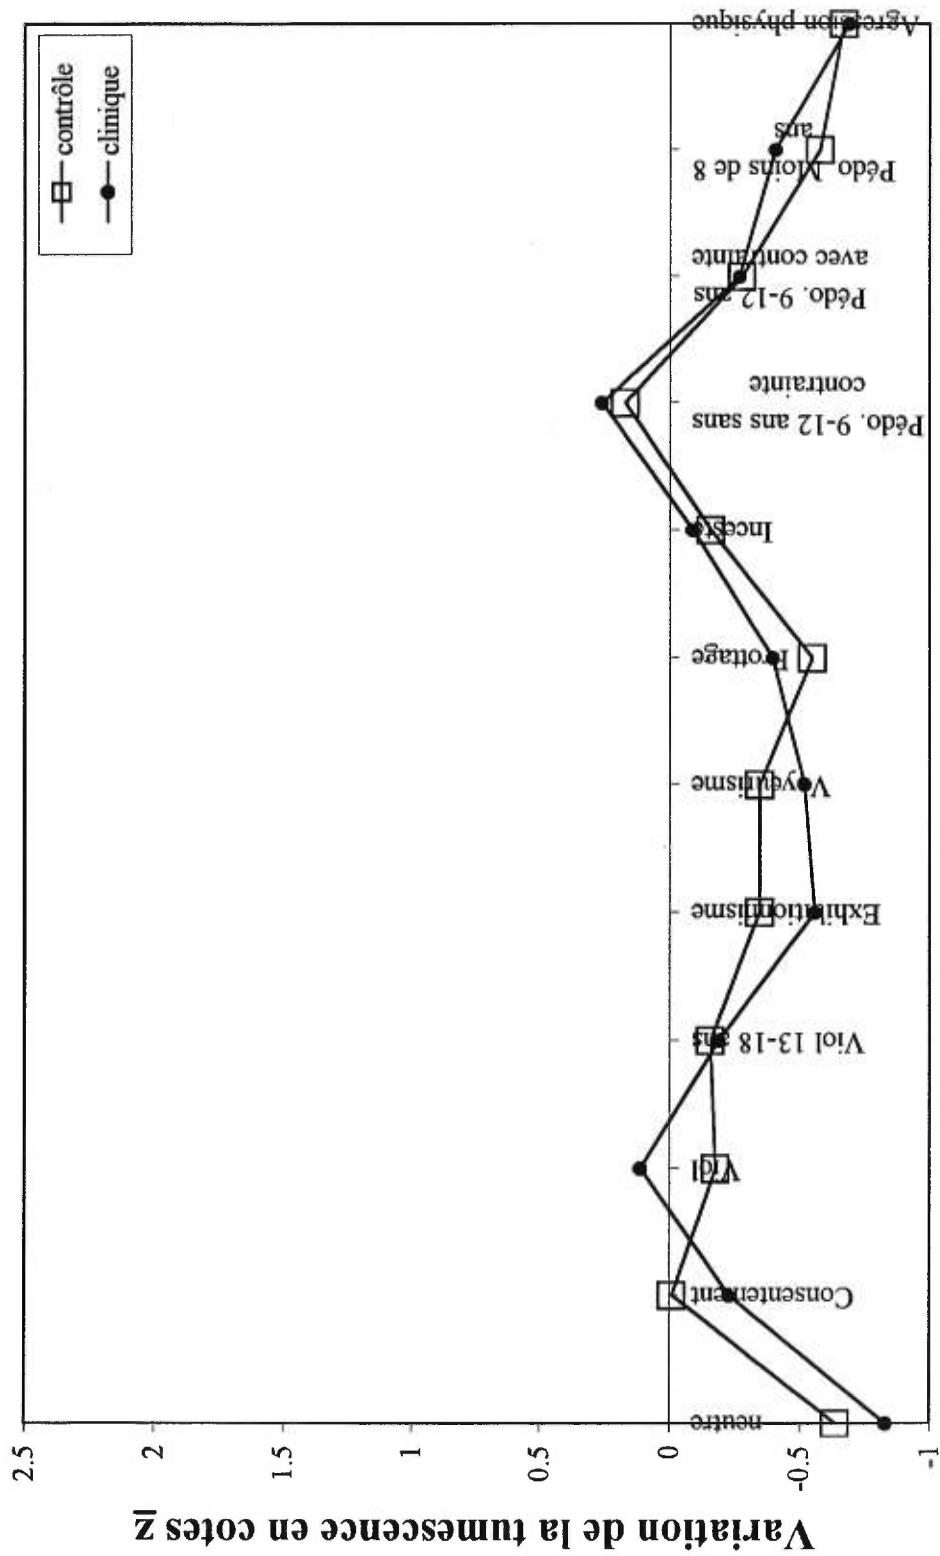 Variation de la tumescence en cotes z
2.5
2
1.5
1
0.5
0
-0.5
-1
contrôle
clinique
neutre
Consentement
Viol
Viol 13-18 ans
Exhibitionnisme
Voyeurisme
Frottage
Inceste
Pédo. 9-12 ans sans
contrainte
Pédo. 9-12 ans
avec contrainte
Pédo. Moins de 8
ans
Agression physique